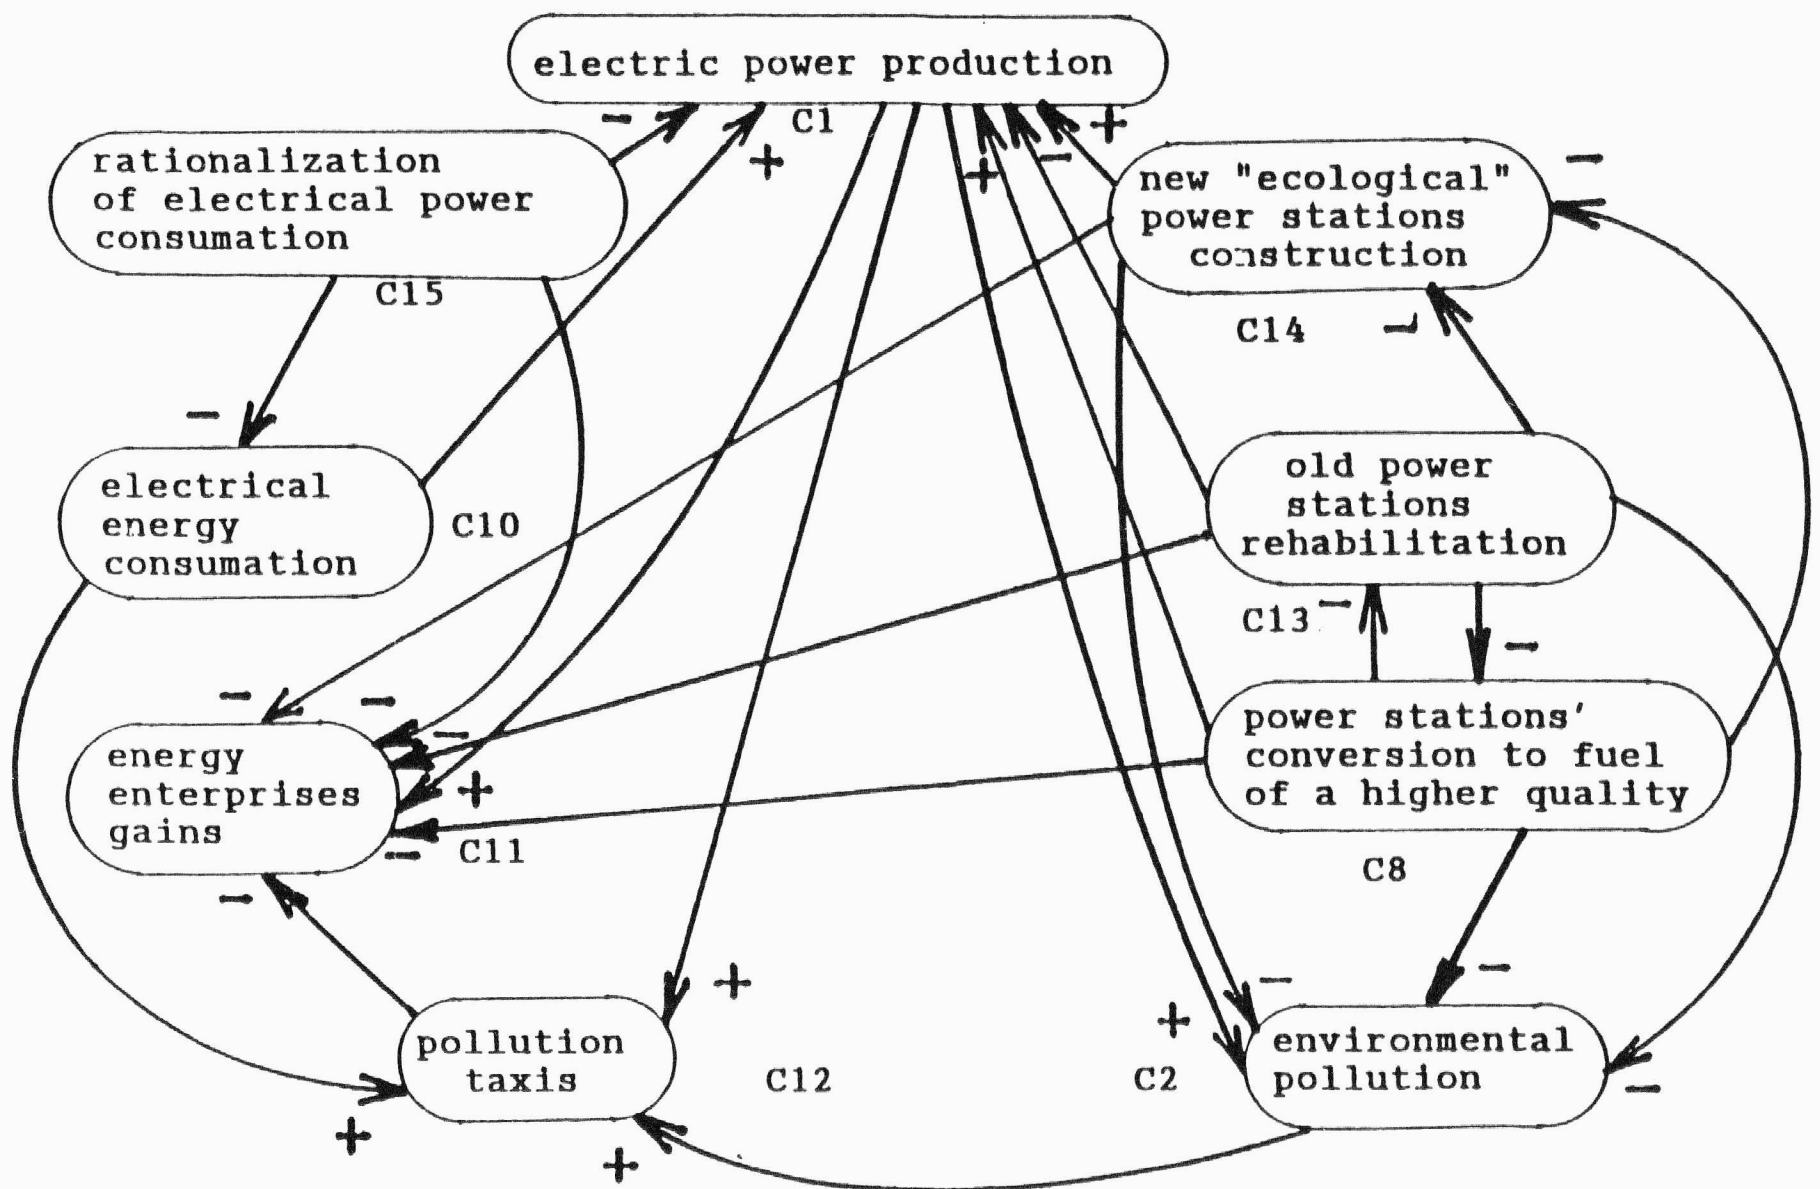 electric power production
- C1 +
+ + -
rationalization
of electrical power
consumation
C15
new "ecological"
power stations
construction
-
C14 -
-
electrical
energy
consumation
C10
old power
stations
rehabilitation
C13 -
-
power stations'
conversion to fuel
of a higher quality
C8
- - -
energy
enterprises
gains
+
- C11
-
pollution
taxis
C12
+
+
+
C2
+
- -
environmental
pollution
-